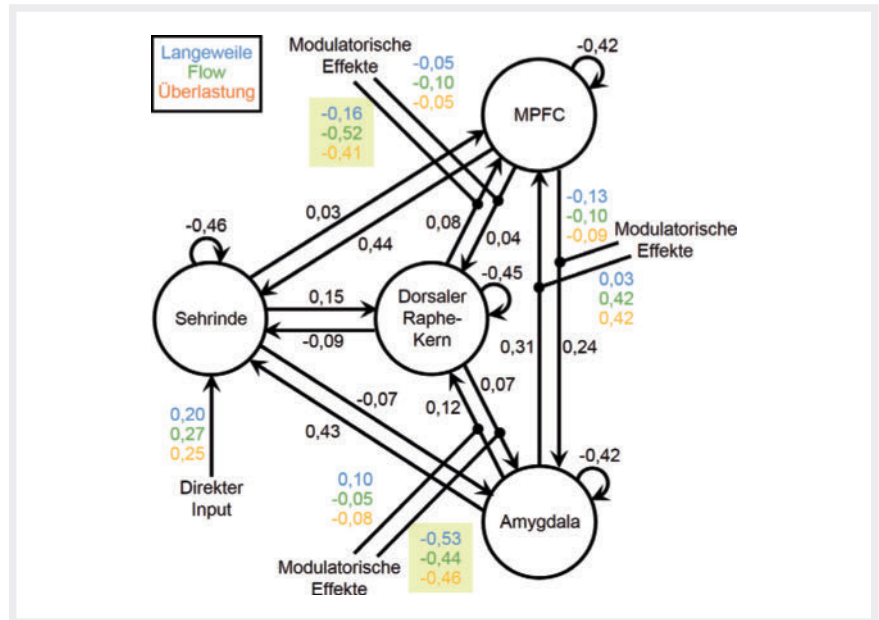 Langeweile
Flow
Überlastung
Modulatorische
Effekte
-0,05
-0,10
-0,05
-0,16
-0,52
-0,41
-0,42
MPFC
0,03
0,44
0,08
0,04
-0,13
-0,10
-0,09
Modulatorische
Effekte
0,03
0,42
0,42
-0,46
Sehrinde
0,15
-0,09
Dorsaler
Raphe-
Kern
-0,45
0,31
0,24
0,20
0,27
0,25
Direkter
Input
-0,07
0,43
0,12
0,07
0,10
-0,05
-0,08
Modulatorische
Effekte
-0,53
-0,44
-0,46
-0,42
Amygdala